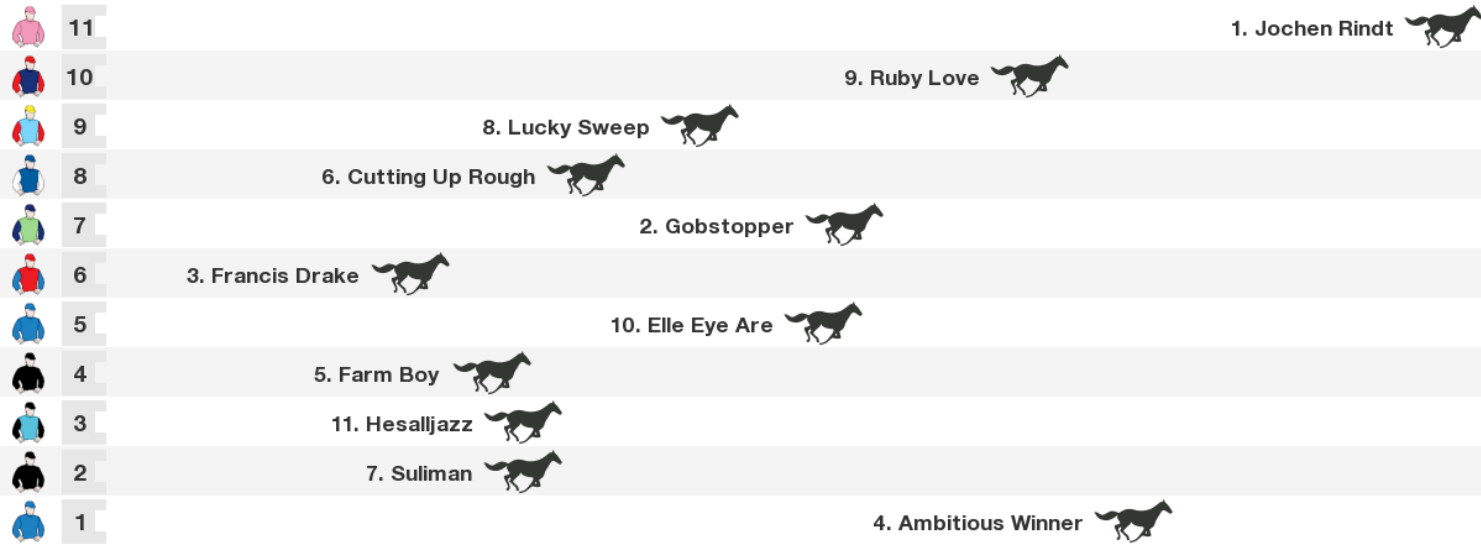 11 1. Jochen Rindt
10 9. Ruby Love
9 8. Lucky Sweep
8 6. Cutting Up Rough
7 2. Gobstopper
6 3. Francis Drake
5 10. Elle Eye Are
4 5. Farm Boy
3 11. Hesalljazz
2 7. Suliman
1 4. Ambitious Winner